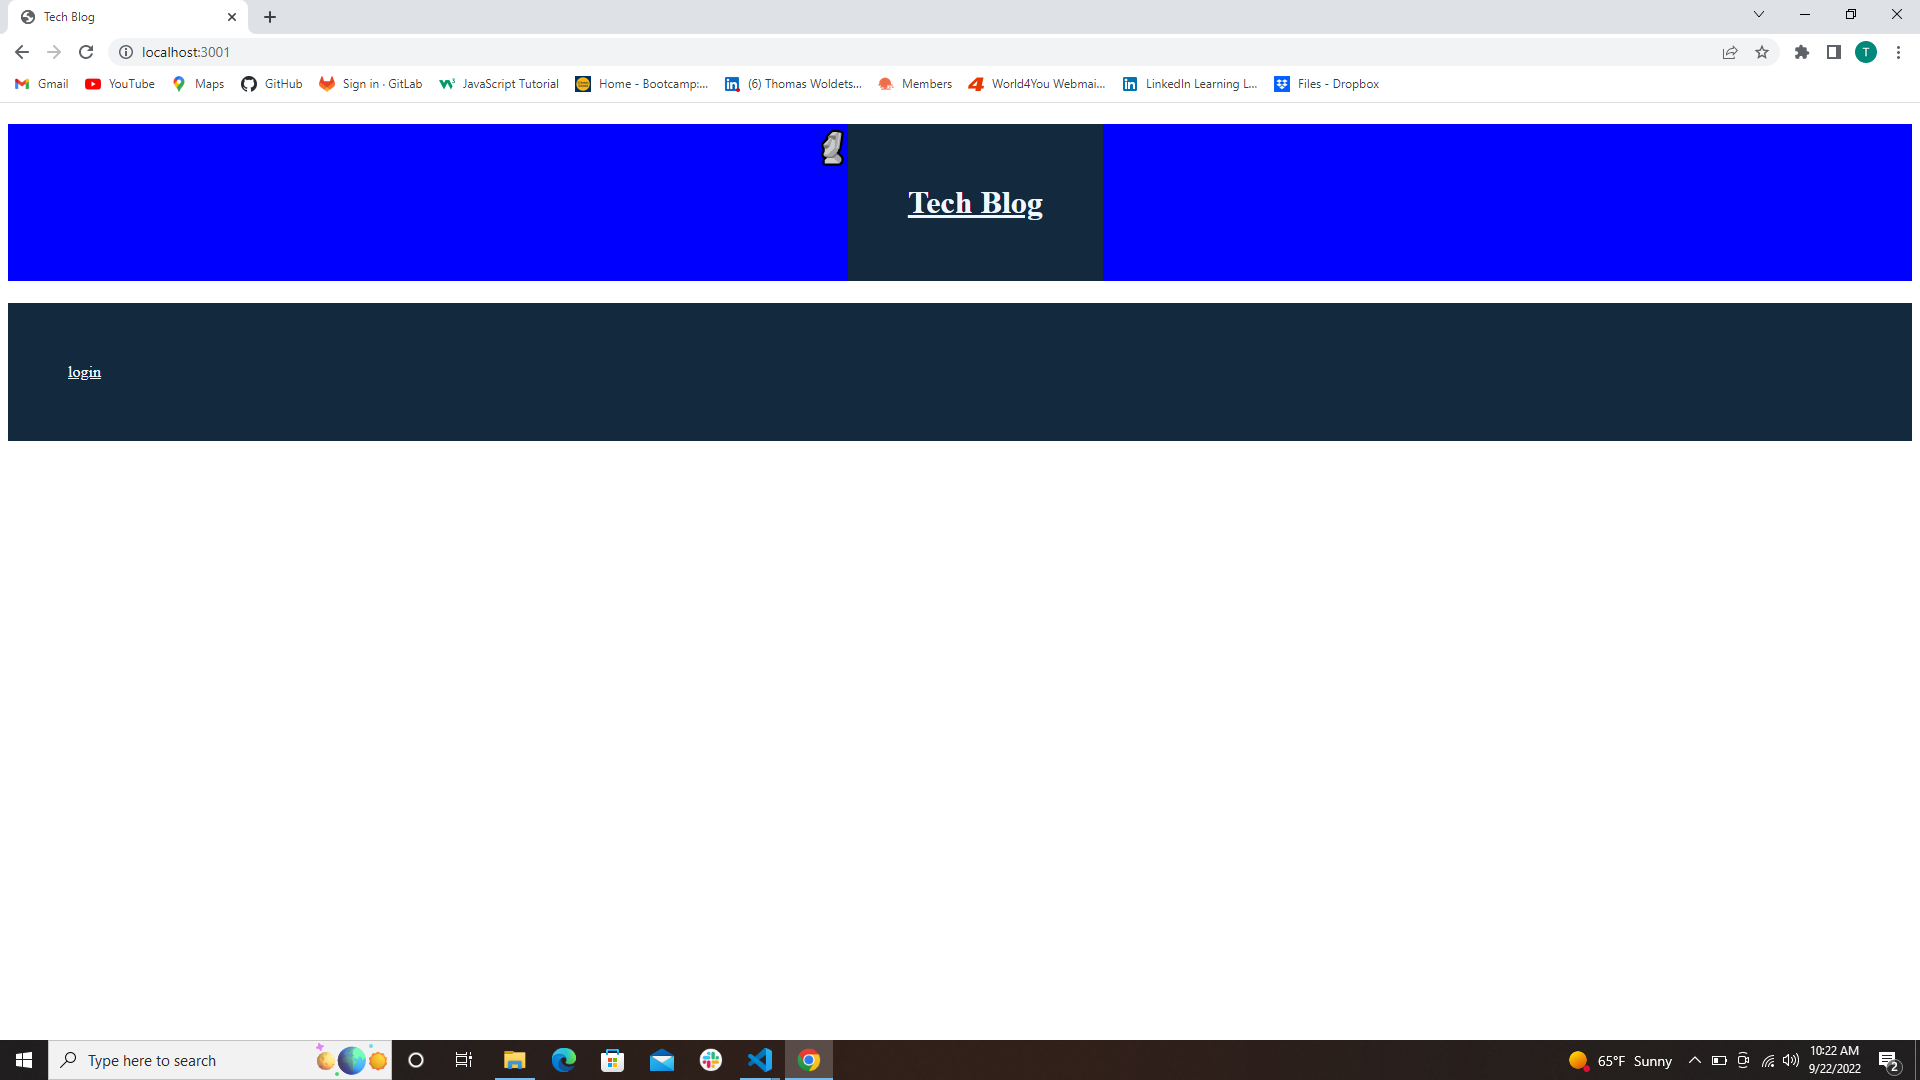 Tech Blog
localhost:3001
T
Gmail YouTube Maps GitHub Sign in · GitLab JavaScript Tutorial Home - Bootcamp:... (6) Thomas Woldets... Members World4You Webmai... LinkedIn Learning L... Files - Dropbox
Tech Blog
login
Type here to search
65°F Sunny
10:22 AM
9/22/2022
2